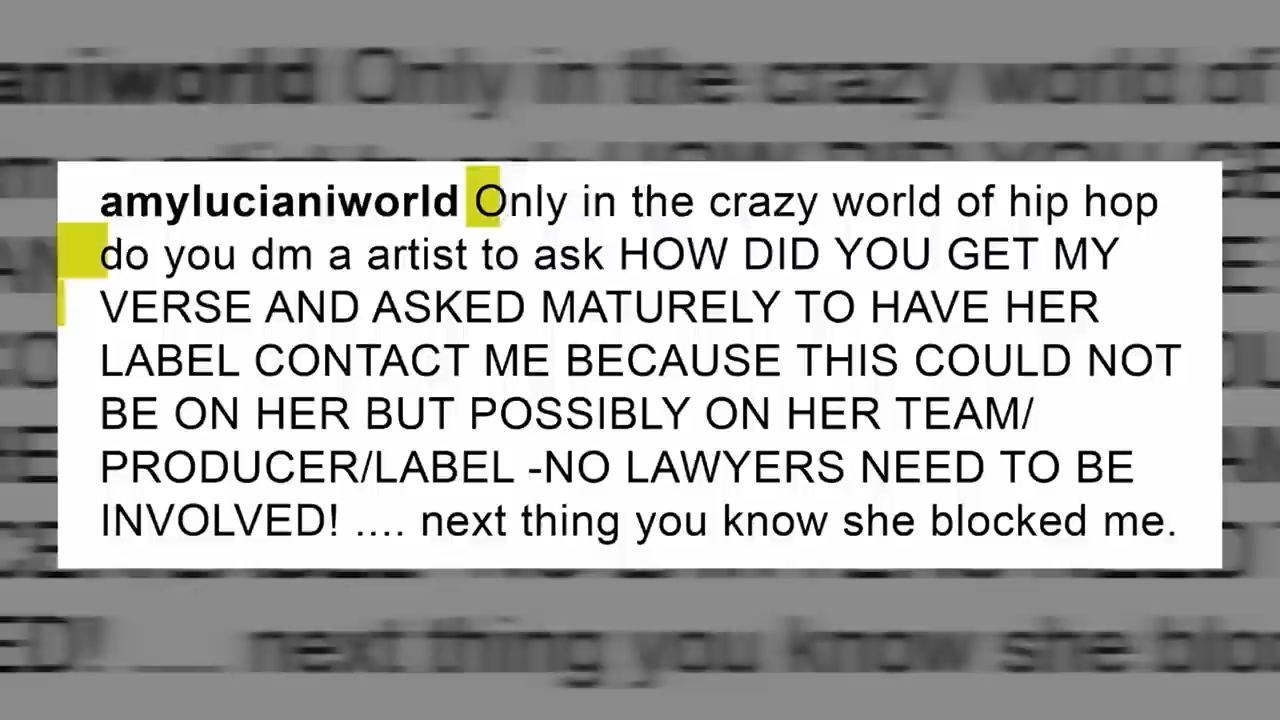 amylucianiworld Only in the crazy world of hip hop
do you dm a artist to ask HOW DID YOU GET MY
VERSE AND ASKED MATURELY TO HAVE HER
LABEL CONTACT ME BECAUSE THIS COULD NOT
BE ON HER BUT POSSIBLY ON HER TEAM/
PRODUCER/LABEL -NO LAWYERS NEED TO BE
INVOLVED! .... next thing you know she blocked me.